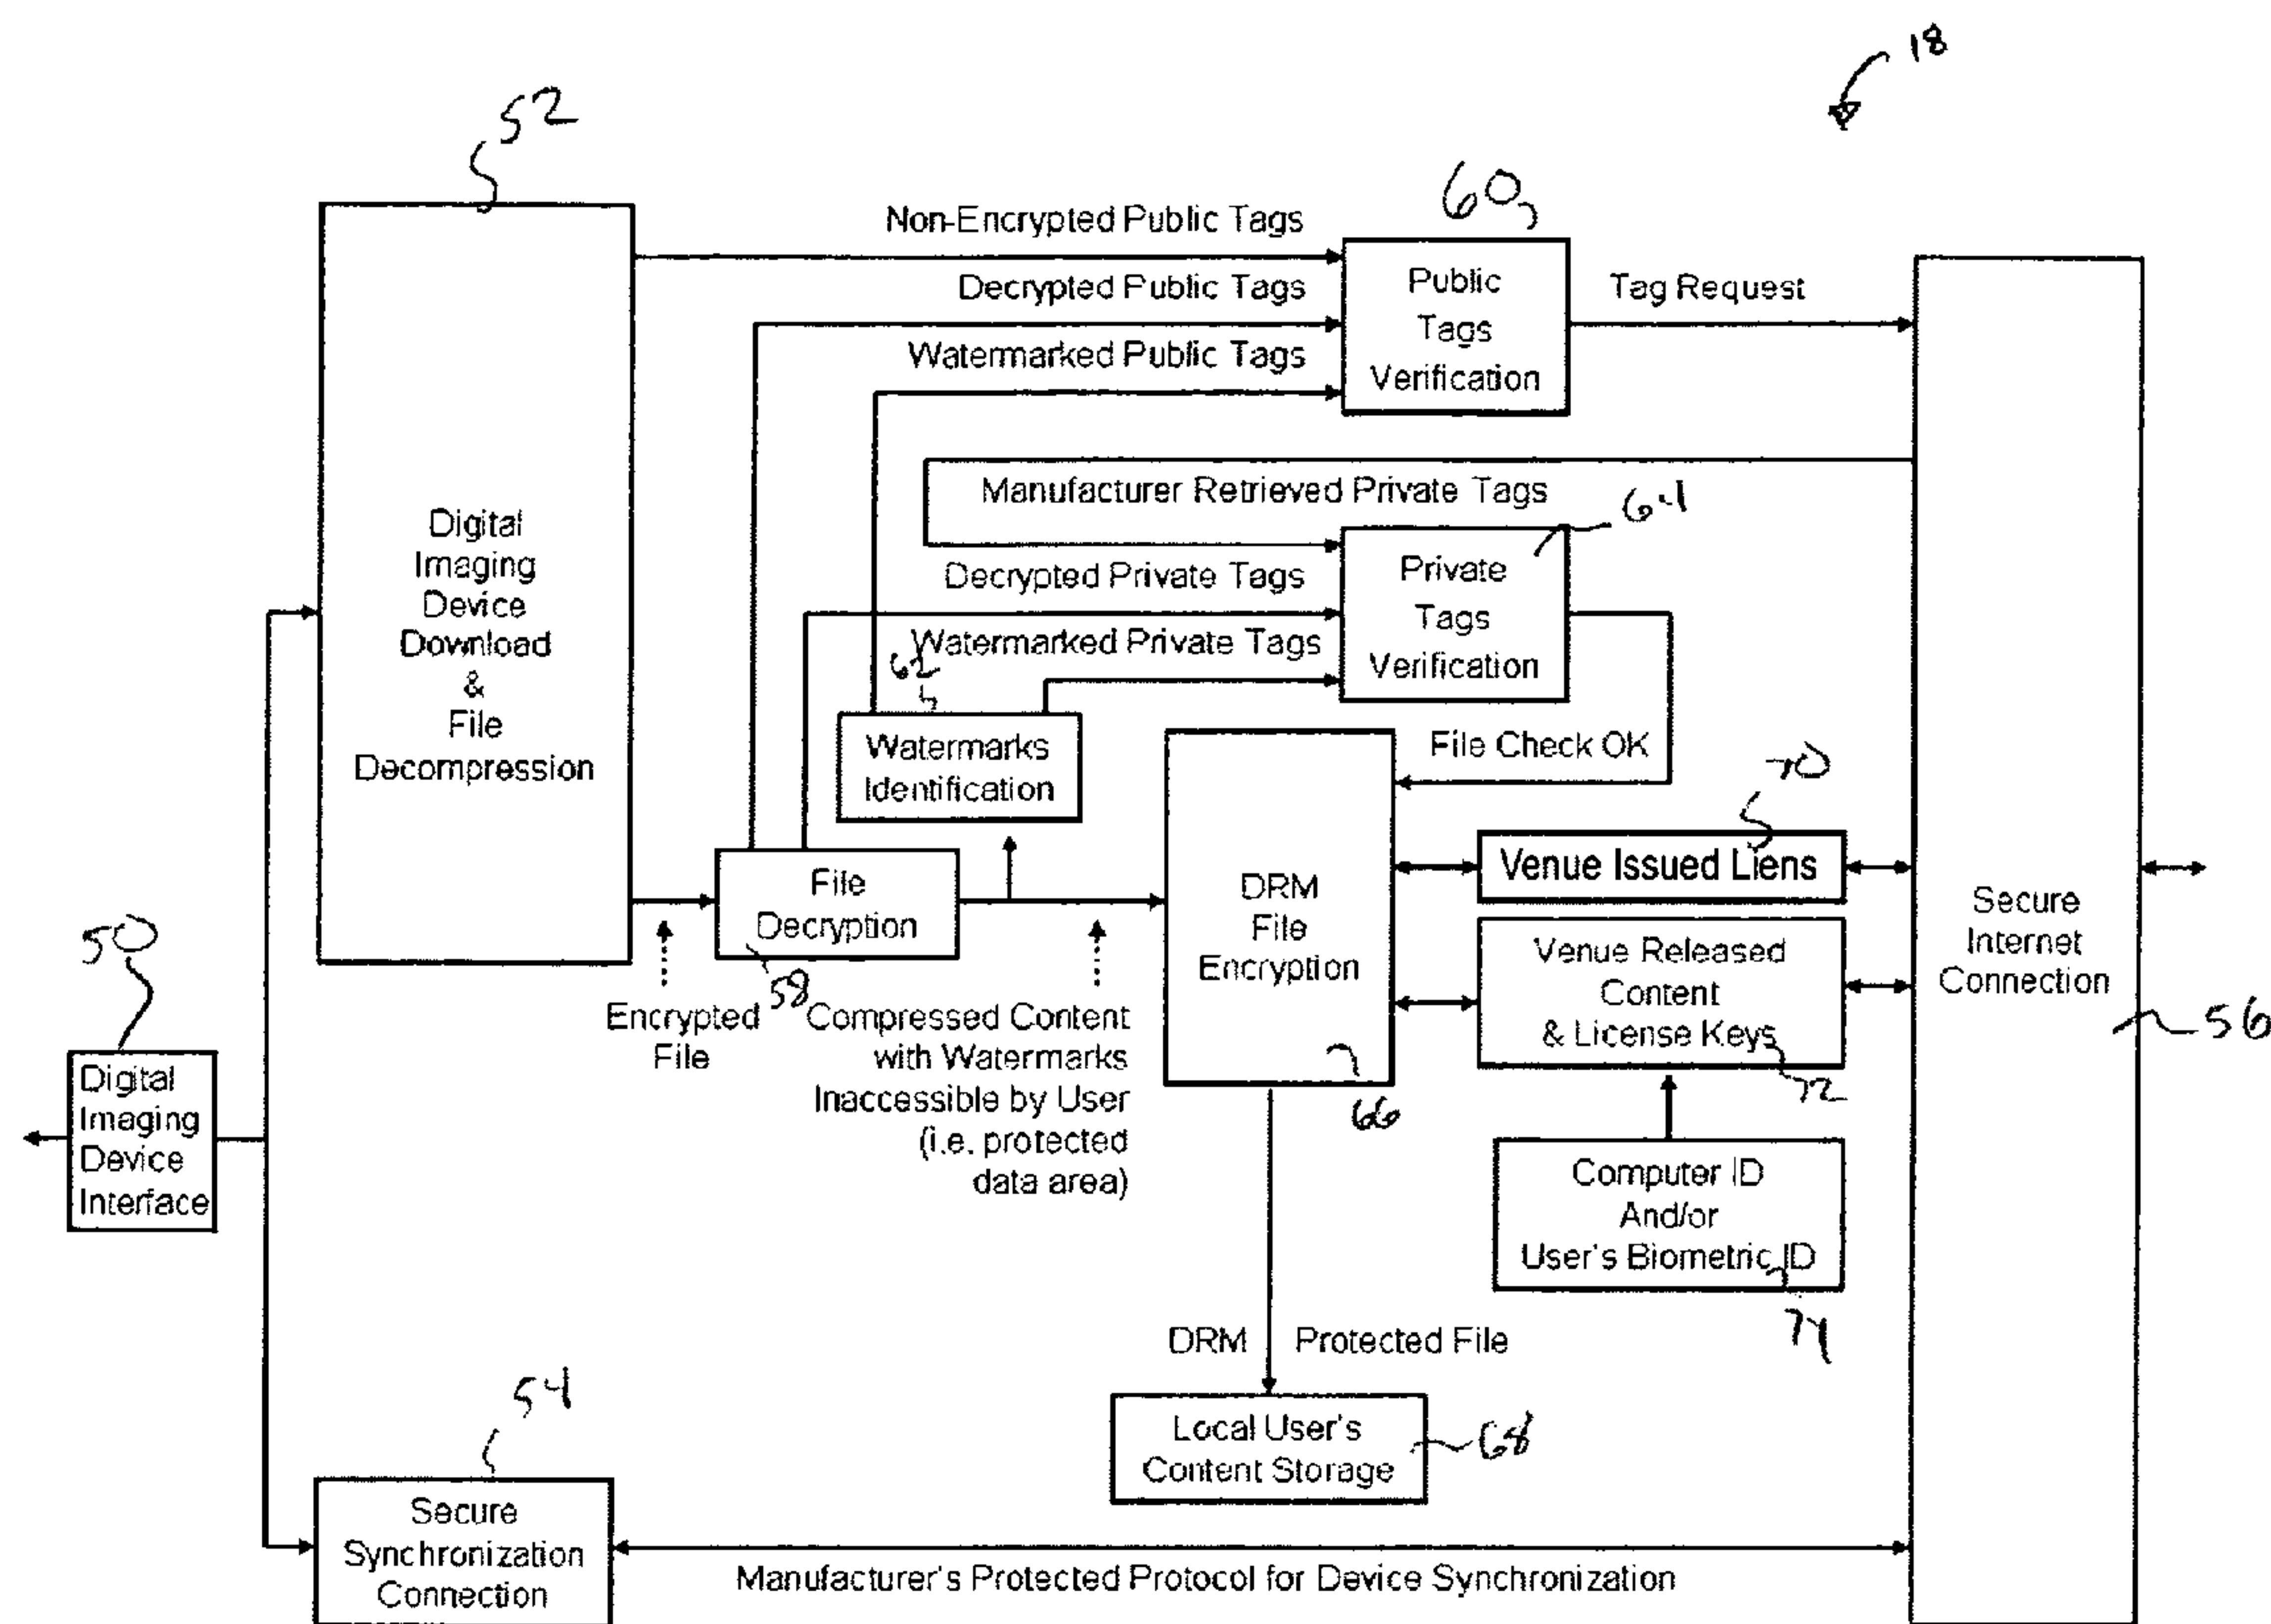 18
52
60
Non-Encrypted Public Tags
Decrypted Public Tags
Watermarked Public Tags
Public
Tags
Verification
Tag Request
Manufacturer Retrieved Private Tags
64
Decrypted Private Tags
Watermarked Private Tags
Private
Tags
Verification
Digital
Imaging
Device
Download
&
File
Decompression
62
Watermarks
Identification
File Check OK
70
Venue Issued Liens
File
Decryption
58
DRM
File
Encryption
66
Venue Released
Content
& License Keys
72
Secure
Internet
Connection
56
50
Digital
Imaging
Device
Interface
Encrypted
File
Compressed Content
with Watermarks
Inaccessible by User
(i.e. protected
data area)
Computer ID
And/or
User's Biometric ID
74
DRM Protected File
Local User's
Content Storage
68
54
Secure
Synchronization
Connection
Manufacturer's Protected Protocol for Device Synchronization